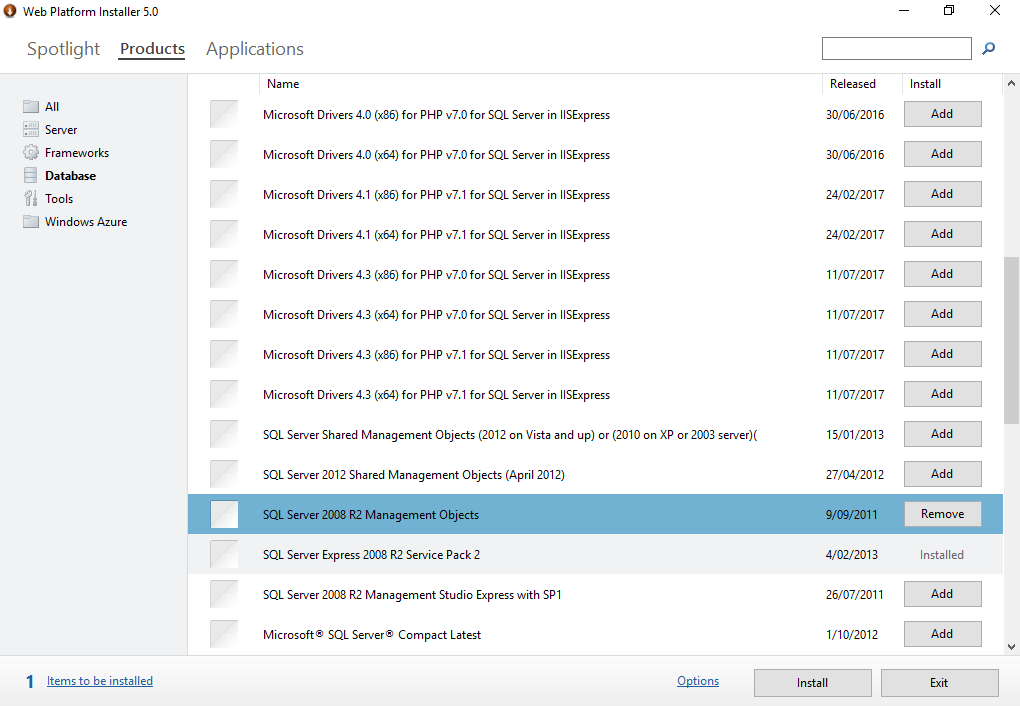 Web Platform Installer 5.0
Spotlight Products Applications
Name Released Install
All
Server
Frameworks
Database
Tools
Windows Azure
Microsoft Drivers 4.0 (x86) for PHP v7.0 for SQL Server in IISExpress 30/06/2016 Add
Microsoft Drivers 4.0 (x64) for PHP v7.0 for SQL Server in IISExpress 30/06/2016 Add
Microsoft Drivers 4.1 (x86) for PHP v7.1 for SQL Server in IISExpress 24/02/2017 Add
Microsoft Drivers 4.1 (x64) for PHP v7.1 for SQL Server in IISExpress 24/02/2017 Add
Microsoft Drivers 4.3 (x86) for PHP v7.0 for SQL Server in IISExpress 11/07/2017 Add
Microsoft Drivers 4.3 (x64) for PHP v7.0 for SQL Server in IISExpress 11/07/2017 Add
Microsoft Drivers 4.3 (x86) for PHP v7.1 for SQL Server in IISExpress 11/07/2017 Add
Microsoft Drivers 4.3 (x64) for PHP v7.1 for SQL Server in IISExpress 11/07/2017 Add
SQL Server Shared Management Objects (2012 on Vista and up) or (2010 on XP or 2003 server)( 15/01/2013 Add
SQL Server 2012 Shared Management Objects (April 2012) 27/04/2012 Add
SQL Server 2008 R2 Management Objects 9/09/2011 Remove
SQL Server Express 2008 R2 Service Pack 2 4/02/2013 Installed
SQL Server 2008 R2 Management Studio Express with SP1 26/07/2011 Add
Microsoft® SQL Server® Compact Latest 1/10/2012 Add
1 Items to be installed Options Install Exit